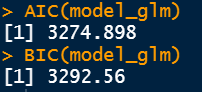 > AIC(model_glm)
[1] 3274.898
> BIC(model_glm)
[1] 3292.56